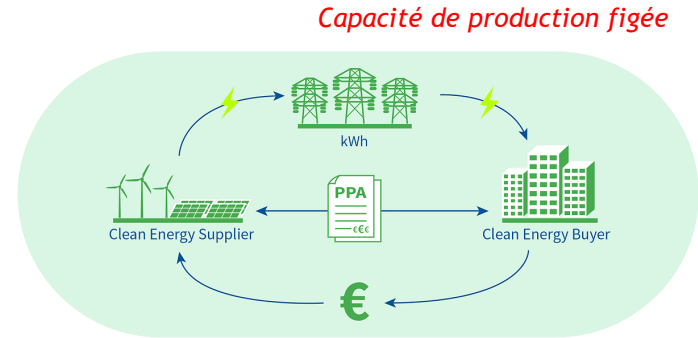 Capacité de production figée
kWh
PPA
€€€
Clean Energy Supplier
Clean Energy Buyer
€